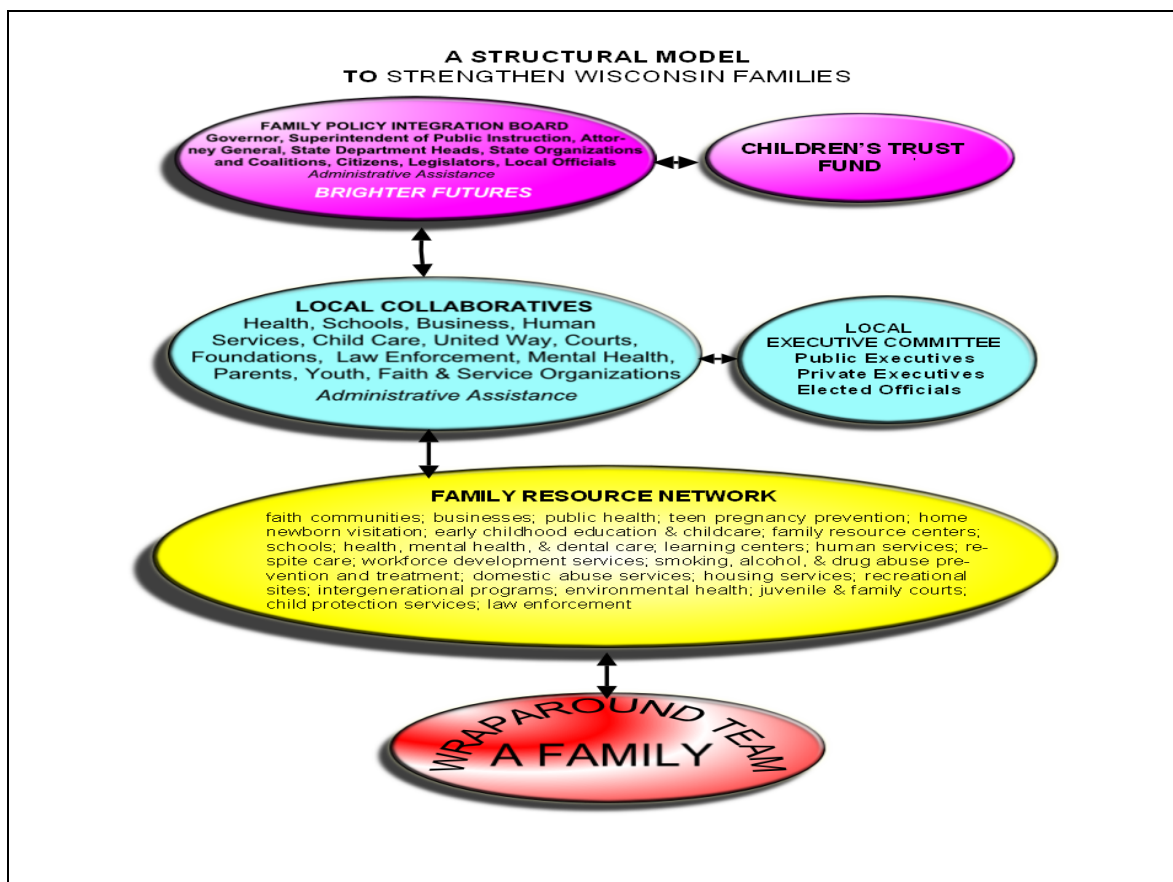 A STRUCTURAL MODEL
TO STRENGTHEN WISCONSIN FAMILIES
FAMILY POLICY INTEGRATION BOARD
Governor, Superintendent of Public Instruction, Attor-
ney General, State Department Heads, State Organizations
and Coalitions, Citizens, Legislators, Local Officials
Administrative Assistance
BRIGHTER FUTURES
CHILDREN'S TRUST
FUND
LOCAL COLLABORATIVES
Health, Schools, Business, Human
Services, Child Care, United Way, Courts,
Foundations, Law Enforcement, Mental Health,
Parents, Youth, Faith & Service Organizations
Administrative Assistance
LOCAL
EXECUTIVE COMMITTEE
Public Executives
Private Executives
Elected Officials
FAMILY RESOURCE NETWORK
faith communities; businesses; public health; teen pregnancy prevention; home
newborn visitation; early childhood education & childcare; family resource centers;
schools; health, mental health, & dental care; learning centers; human services; re-
spite care; workforce development services; smoking, alcohol, & drug abuse pre-
vention and treatment; domestic abuse services; housing services; recreational
sites; intergenerational programs; environmental health; juvenile & family courts;
child protection services; law enforcement
WRAPAROUND TEAM
A FAMILY